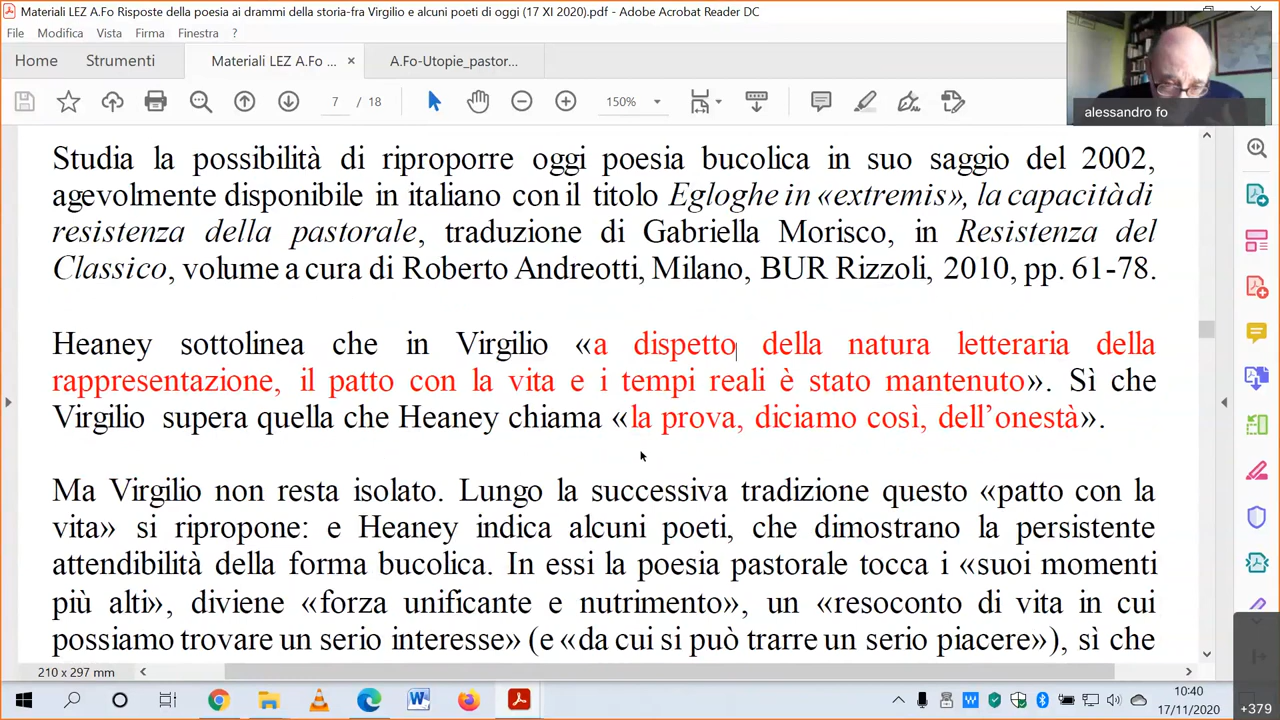 Materiali LEZ A.Fo Risposte della poesia ai drammi della storia-fra Virgilio e alcuni poeti di oggi (17 XI 2020).pdf - Adobe Acrobat Reader DC
File Modifica Vista Firma Finestra ?
Home Strumenti Materiali LEZ A.Fo ... × A.Fo-Utopie_pastor...
7 / 18 150%
alessandro fo
Studia la possibilità di riproporre oggi poesia bucolica in suo saggio del 2002,
agevolmente disponibile in italiano con il titolo Egloghe in «extremis», la capacità di
resistenza della pastorale, traduzione di Gabriella Morisco, in Resistenza del
Classico, volume a cura di Roberto Andreotti, Milano, BUR Rizzoli, 2010, pp. 61-78.
Heaney sottolinea che in Virgilio «a dispetto della natura letteraria della
rappresentazione, il patto con la vita e i tempi reali è stato mantenuto». Sì che
Virgilio supera quella che Heaney chiama «la prova, diciamo così, dell’onestà».
Ma Virgilio non resta isolato. Lungo la successiva tradizione questo «patto con la
vita» si ripropone: e Heaney indica alcuni poeti, che dimostrano la persistente
attendibilità della forma bucolica. In essi la poesia pastorale tocca i «suoi momenti
più alti», diviene «forza unificante e nutrimento», un «resoconto di vita in cui
possiamo trovare un serio interesse» (e «da cui si può trarre un serio piacere»), sì che
210 x 297 mm
10:40
17/11/2020
+379